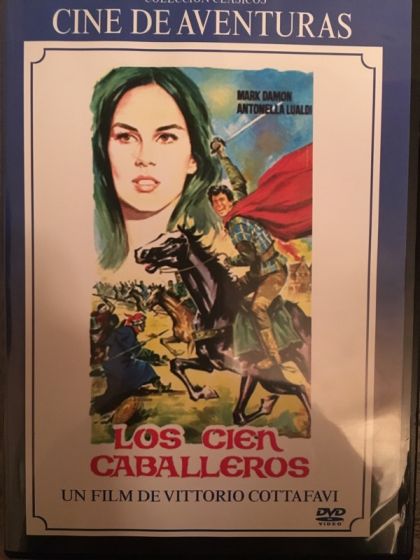 COLECCIÓN CLÁSICOS
CINE DE AVENTURAS
MARK DAMON
ANTONELLA LUALDI
LOS CIEN
CABALLEROS
UN FILM DE VITTORIO COTTAFAVI
DVD
VIDEO